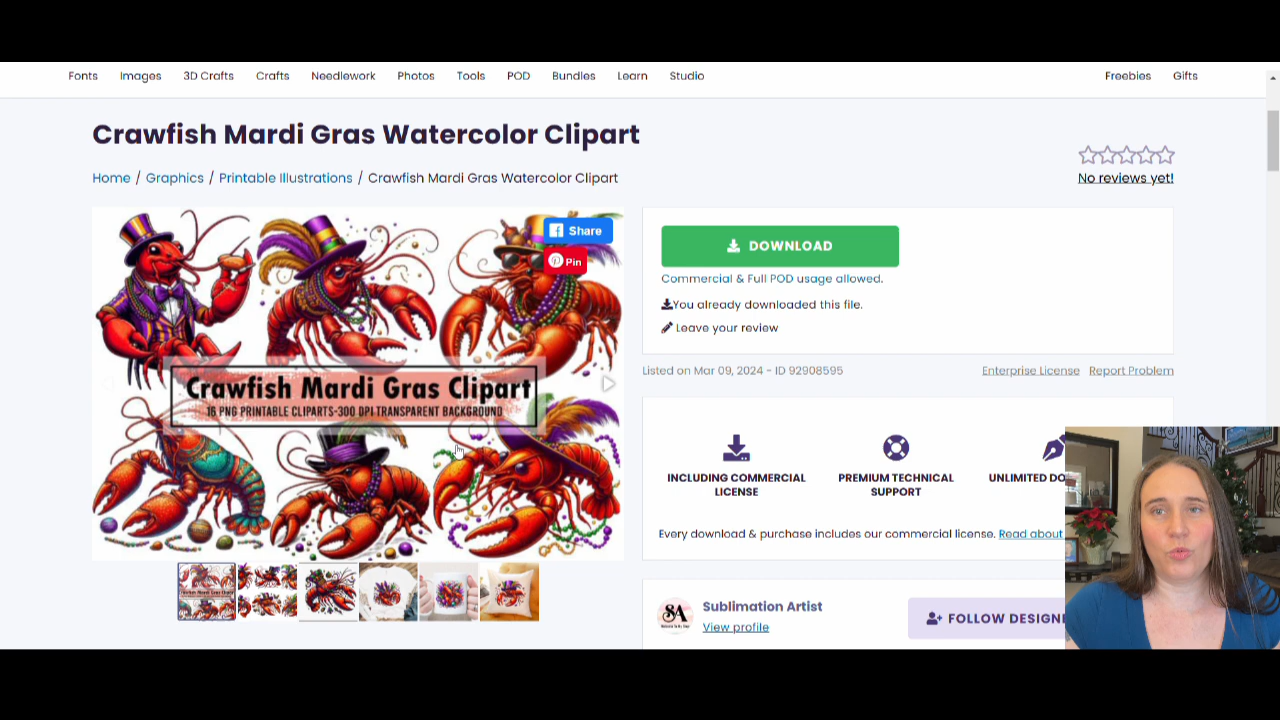 Fonts Images 3D Crafts Crafts Needlework Photos Tools POD Bundles Learn Studio Freebies Gifts
Crawfish Mardi Gras Watercolor Clipart
No reviews yet!
Home / Graphics / Printable Illustrations / Crawfish Mardi Gras Watercolor Clipart
Share
Pin
Crawfish Mardi Gras Clipart
16 PNG PRINTABLE CLIPARTS-300 DPI TRANSPARENT BACKGROUND
DOWNLOAD
Commercial & Full POD usage allowed.
You already downloaded this file.
Leave your review
Listed on Mar 09, 2024 - ID 92908595 Enterprise License Report Problem
INCLUDING COMMERCIAL
LICENSE
PREMIUM TECHNICAL
SUPPORT
UNLIMITED DO
Every download & purchase includes our commercial license. Read about
SA
Sublimation Artist
View profile
FOLLOW DESIGNE